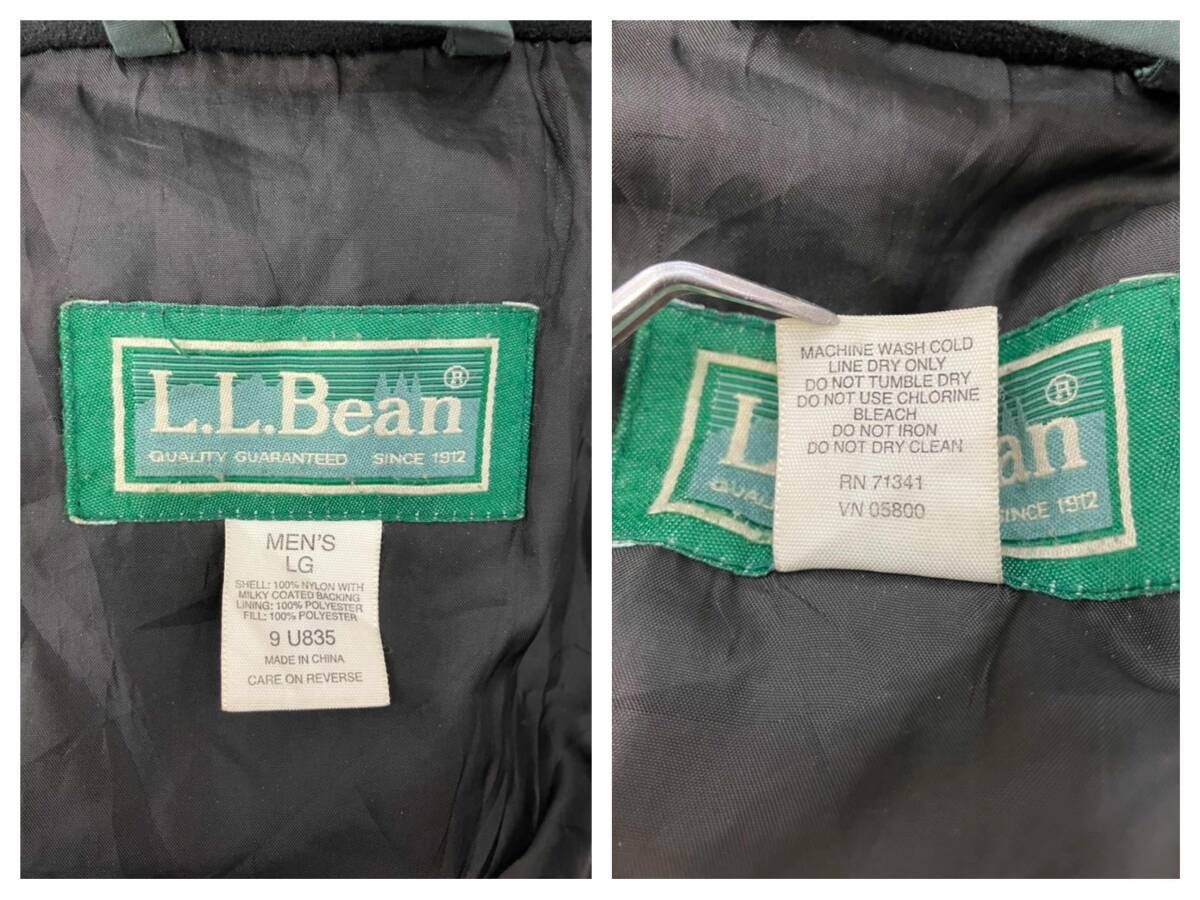 L.L.Bean®
QUALITY GUARANTEED SINCE 1912
MEN'S
LG
SHELL: 100% NYLON WITH
MILKY COATED BACKING
LINING: 100% POLYESTER
FILL: 100% POLYESTER
9 U835
MADE IN CHINA
CARE ON REVERSE
MACHINE WASH COLD
LINE DRY ONLY
DO NOT TUMBLE DRY
DO NOT USE CHLORINE
BLEACH
DO NOT IRON
DO NOT DRY CLEAN
RN 71341
VN 05800
L an®
QUAL SINCE 1912